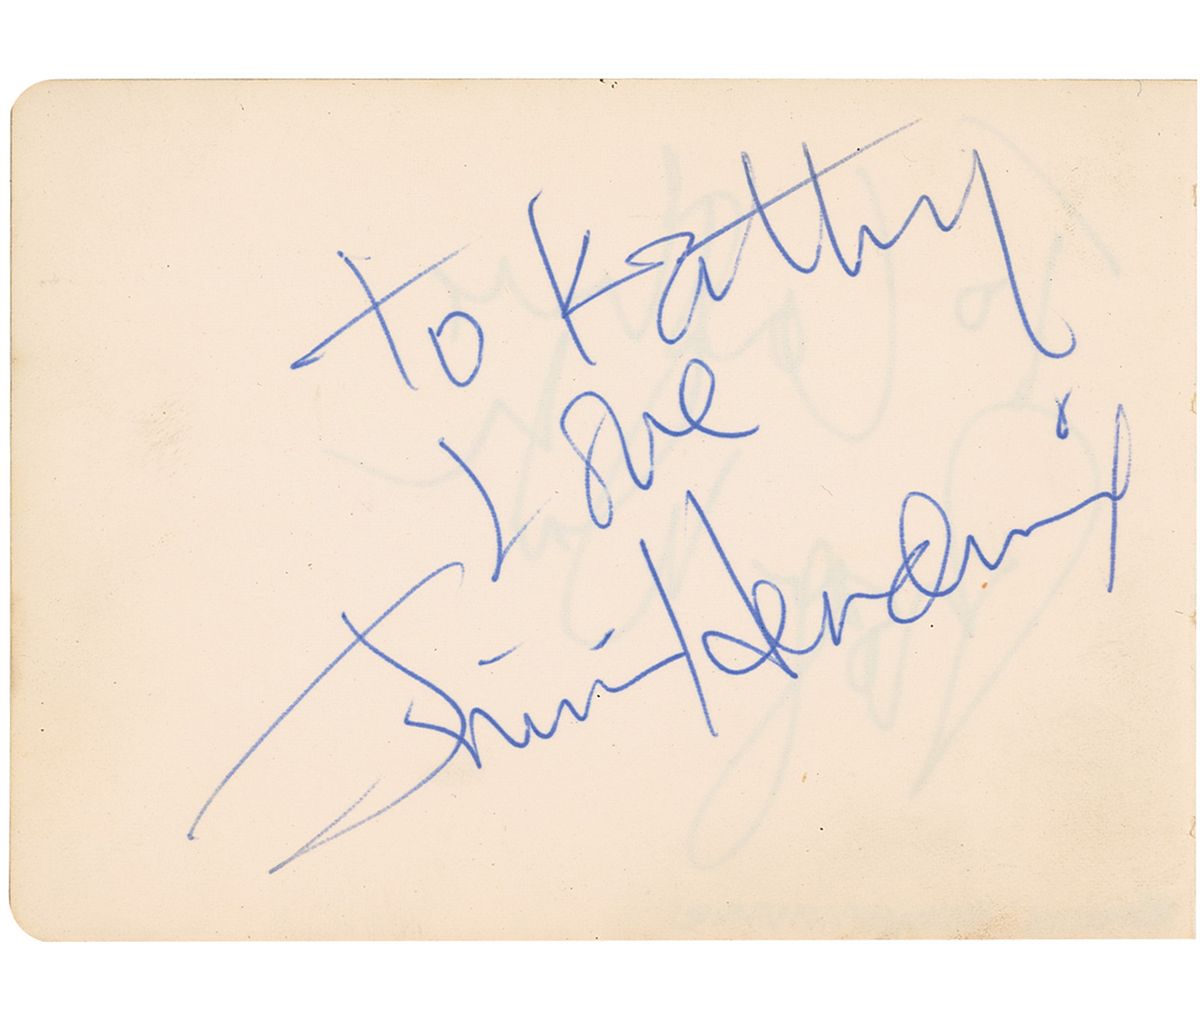 To Kathy
Love
Jimi Hendrix